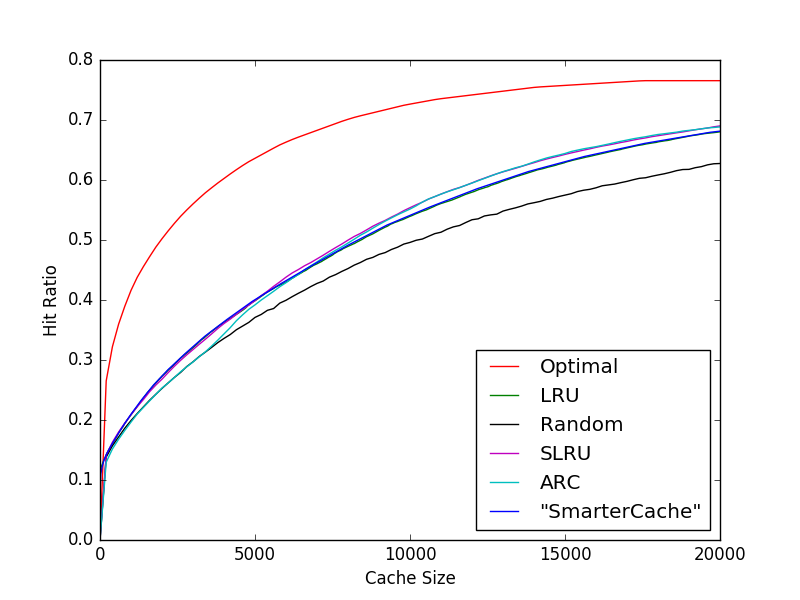 0.8
0.7
0.6
0.5
0.4
0.3
0.2
0.1
0.0
Hit Ratio
Optimal
LRU
Random
SLRU
ARC
"SmarterCache"
0 5000 10000 15000 20000
Cache Size